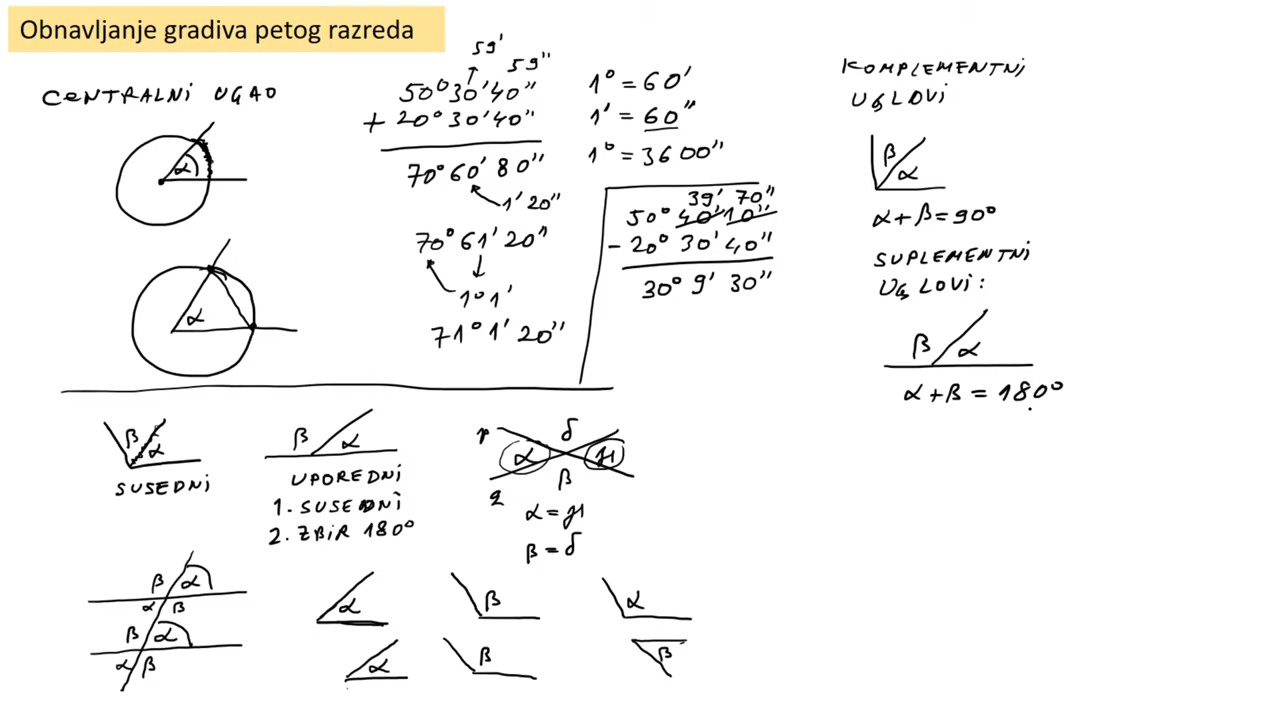 Obnavljanje gradiva petog razreda
CENTRALNI UGAO
α
α
59'
59''
50° 30' 40''
+ 20° 30' 40''
70° 60' 80''
1' 20''
70° 61' 20''
1° 1'
71° 1' 20''
1° = 60'
1' = 60''
1° = 3600''
39' 70''
50° 40' 10''
- 20° 30' 40''
30° 9' 30''
KOMPLEMENTNI
UGLOVI
β
α
α + β = 90°
SUPLEMENTNI
UGLOVI:
β α
α + β = 180°
β
α
SUSEDNI
β α
UPOREDNI
1. SUSEDNI
2. ZBIR 180°
p δ
α γ
q β
α = γ
β = δ
β α
α β
β α
α β
α β α
α β β